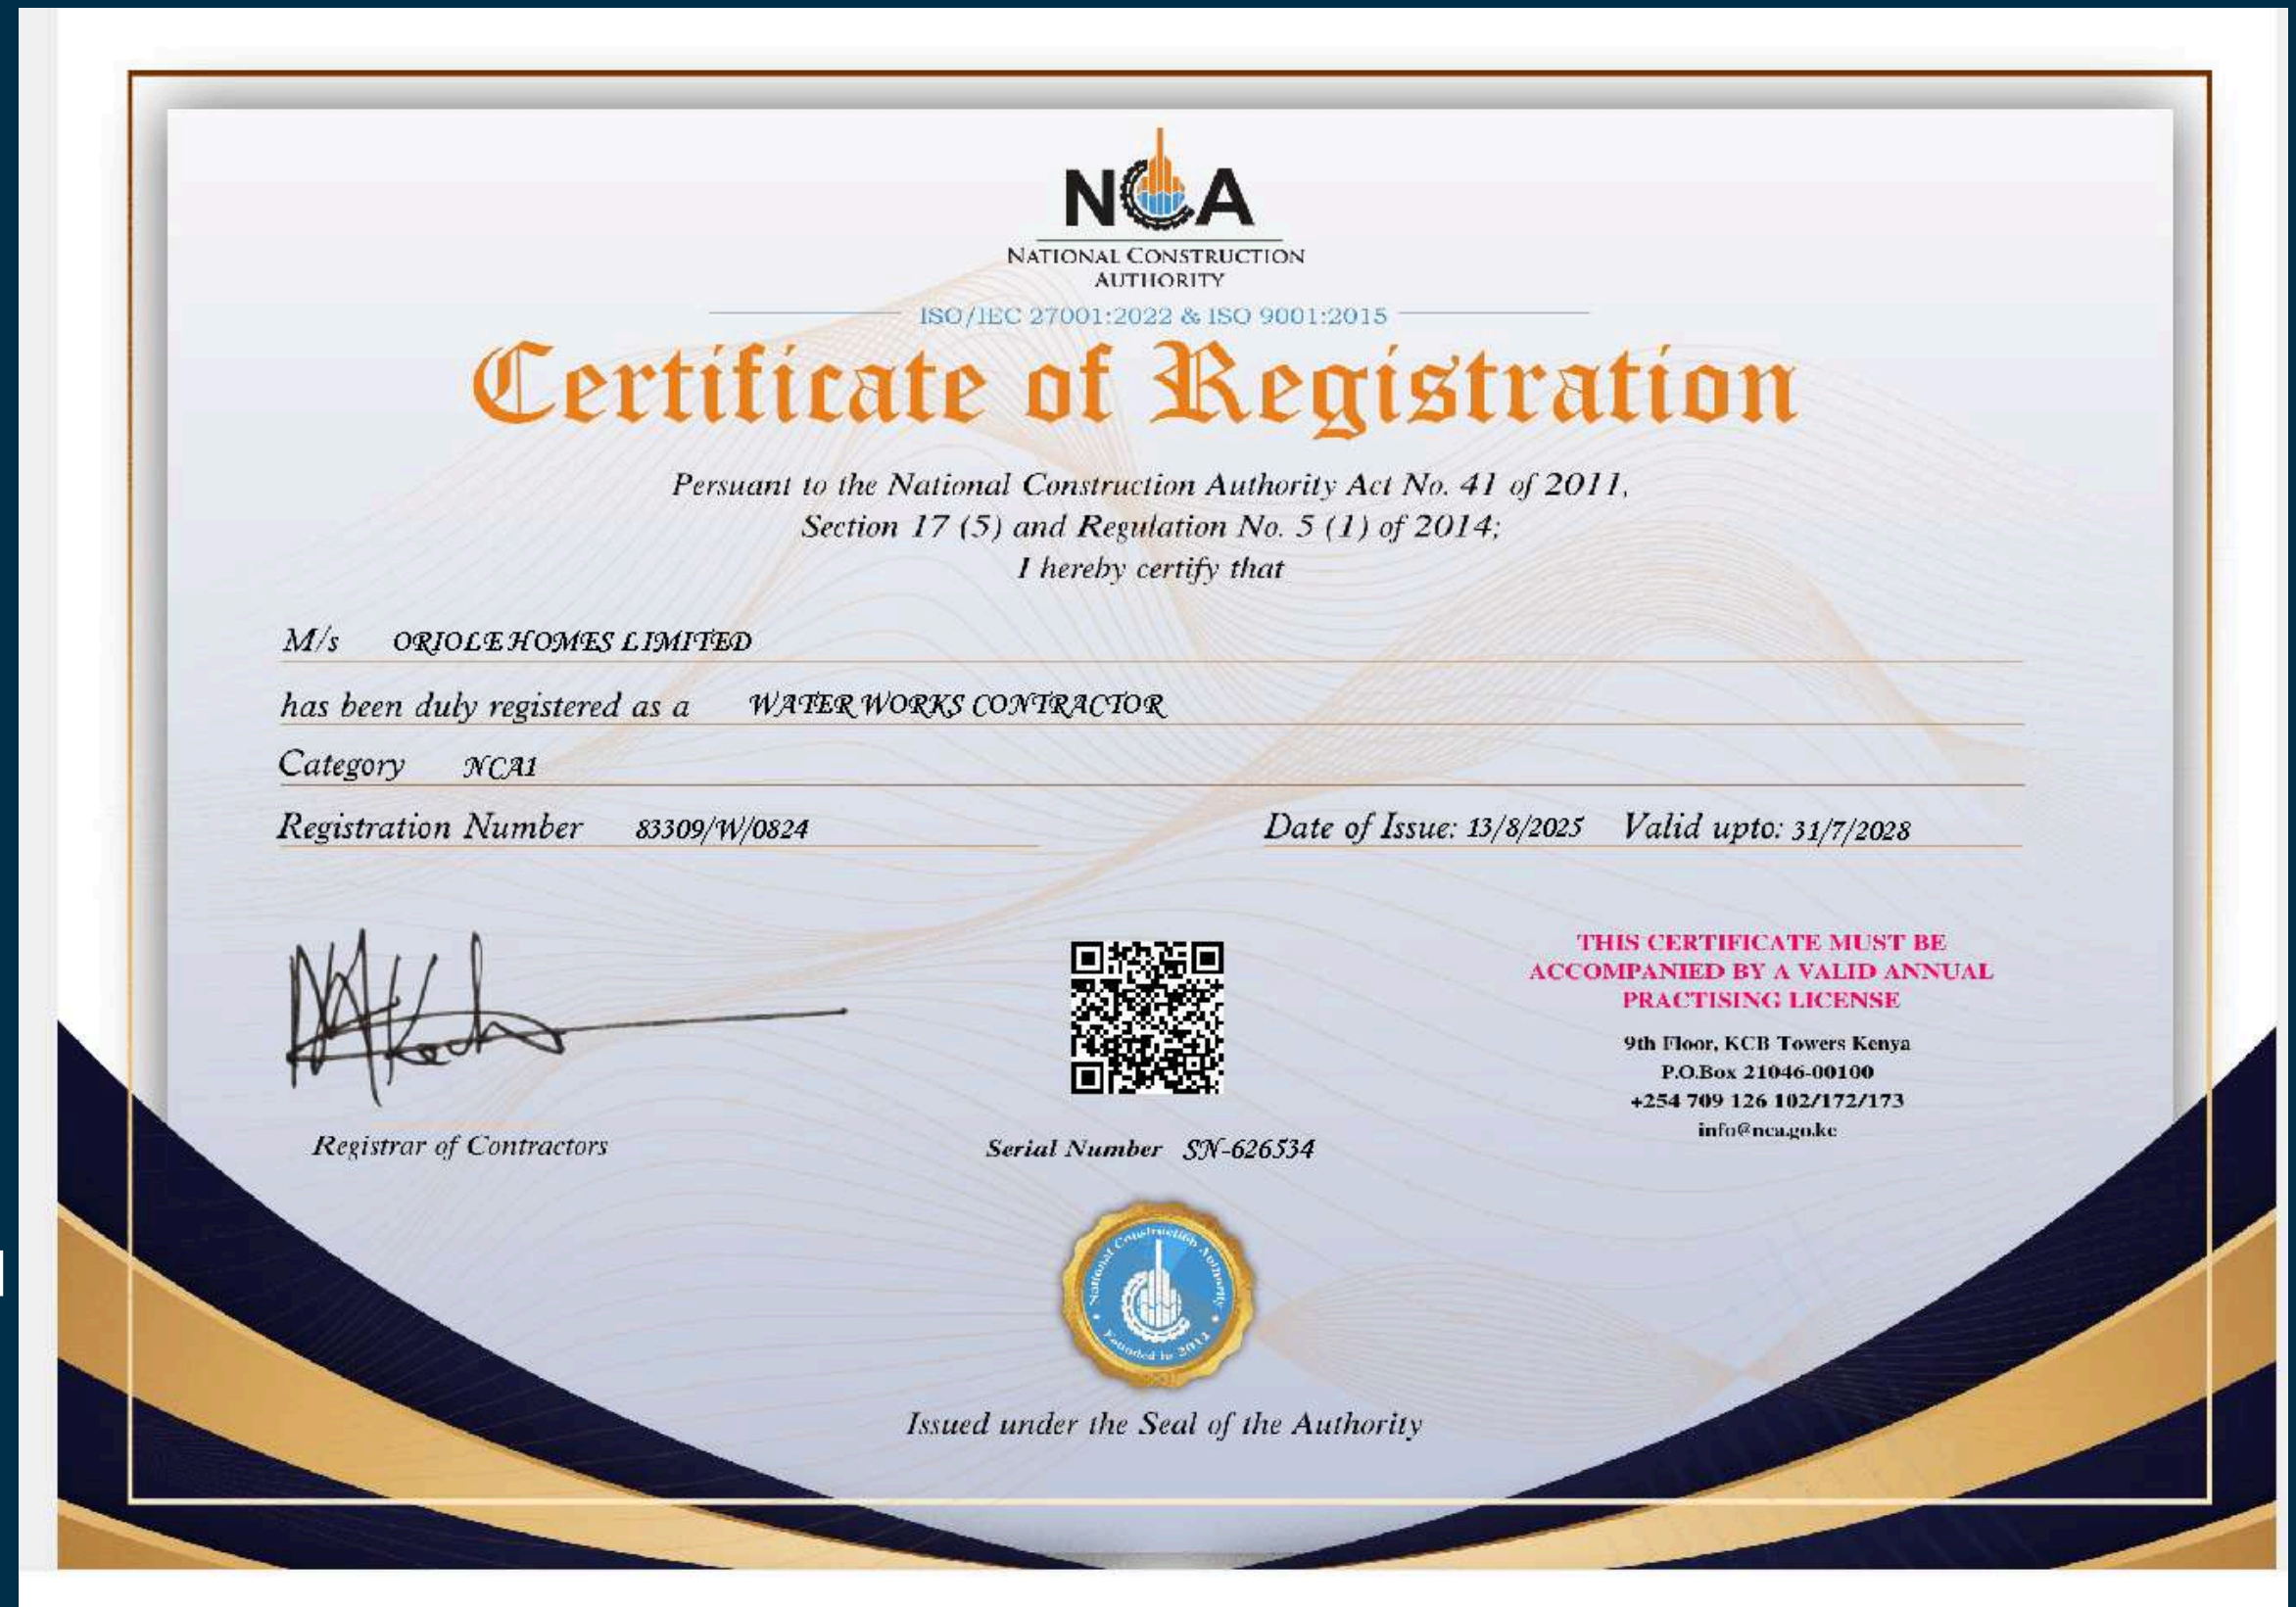 NCA
NATIONAL CONSTRUCTION
AUTHORITY
ISO/IEC 27001:2022 & ISO 9001:2015
Certificate of Registration
Persuant to the National Construction Authority Act No. 41 of 2011,
Section 17 (5) and Regulation No. 5 (1) of 2014;
I hereby certify that
M/s ORIOLE HOMES LIMITED
has been duly registered as a WATER WORKS CONTRACTOR
Category NCA1
Registration Number 83309/W/0824 Date of Issue: 13/8/2025 Valid upto: 31/7/2028
THIS CERTIFICATE MUST BE
ACCOMPANIED BY A VALID ANNUAL
PRACTISING LICENSE
9th Floor, KCB Towers Kenya
P.O.Box 21046-00100
+254 709 126 102/172/173
info@nca.go.ke
Registrar of Contractors
Serial Number SN-626534
National Construction Authority
Founded in 2011
Issued under the Seal of the Authority